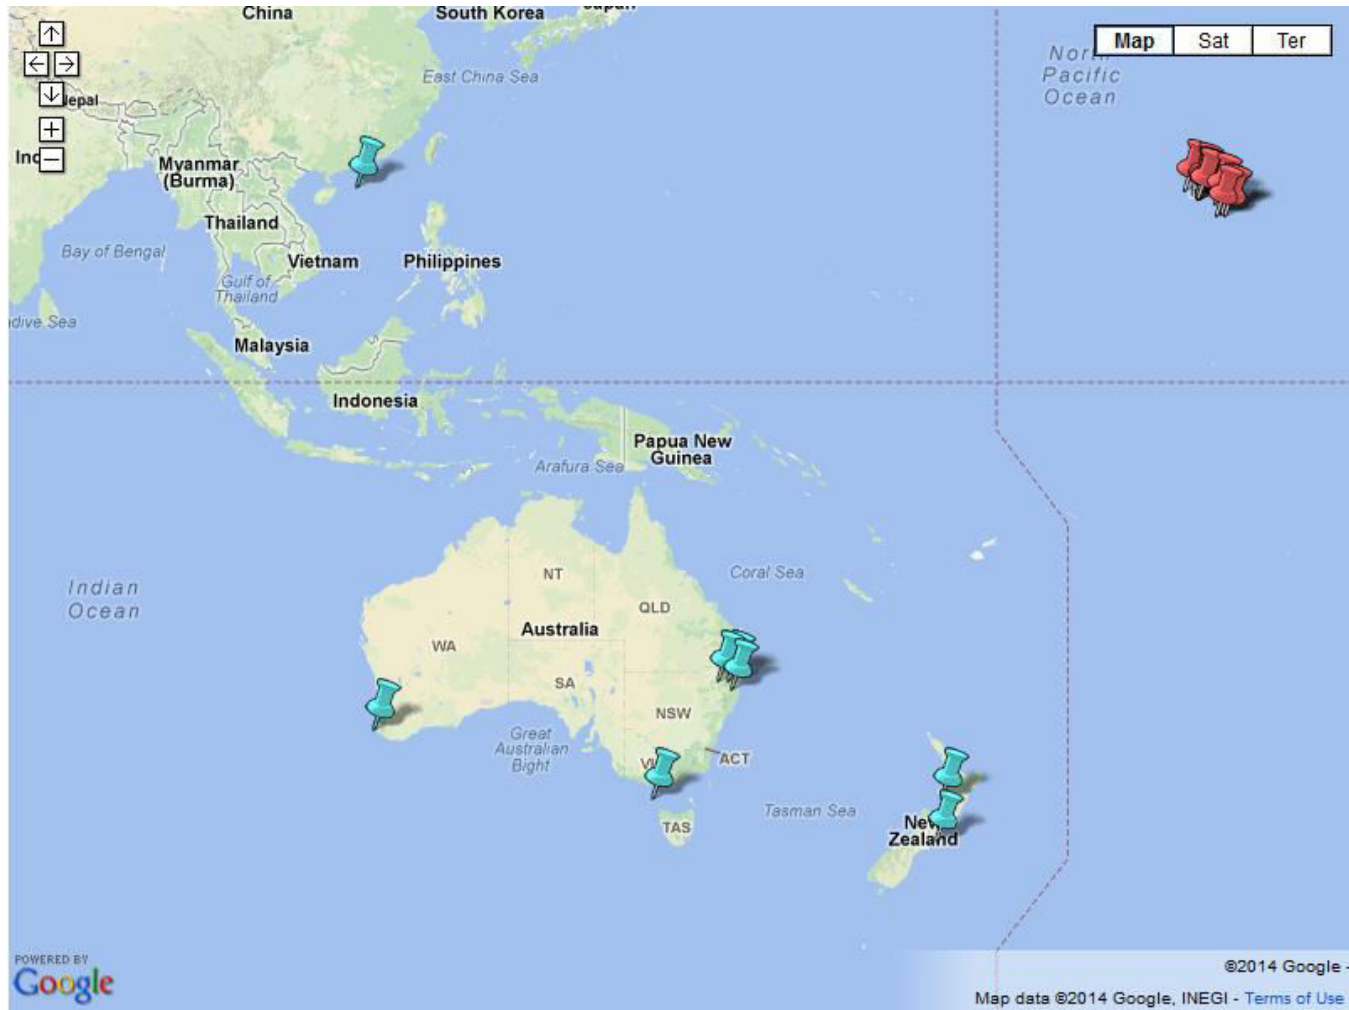 China
South Korea
East China Sea
North
Pacific
Ocean
Map
Sat
Ter
Nepal
Myanmar
(Burma)
Thailand
Bay of Bengal
Vietnam
Philippines
Gulf of
Thailand
adive Sea
Malaysia
Indonesia
Papua New
Guinea
Arafura Sea
Indian
Ocean
NT
Coral Sea
QLD
Australia
WA
SA
NSW
Great
Australian
Bight
ACT
Tasman Sea
TAS
New
Zealand
POWERED BY
Google
©2014 Google -
Map data ©2014 Google, INEGI - Terms of Use